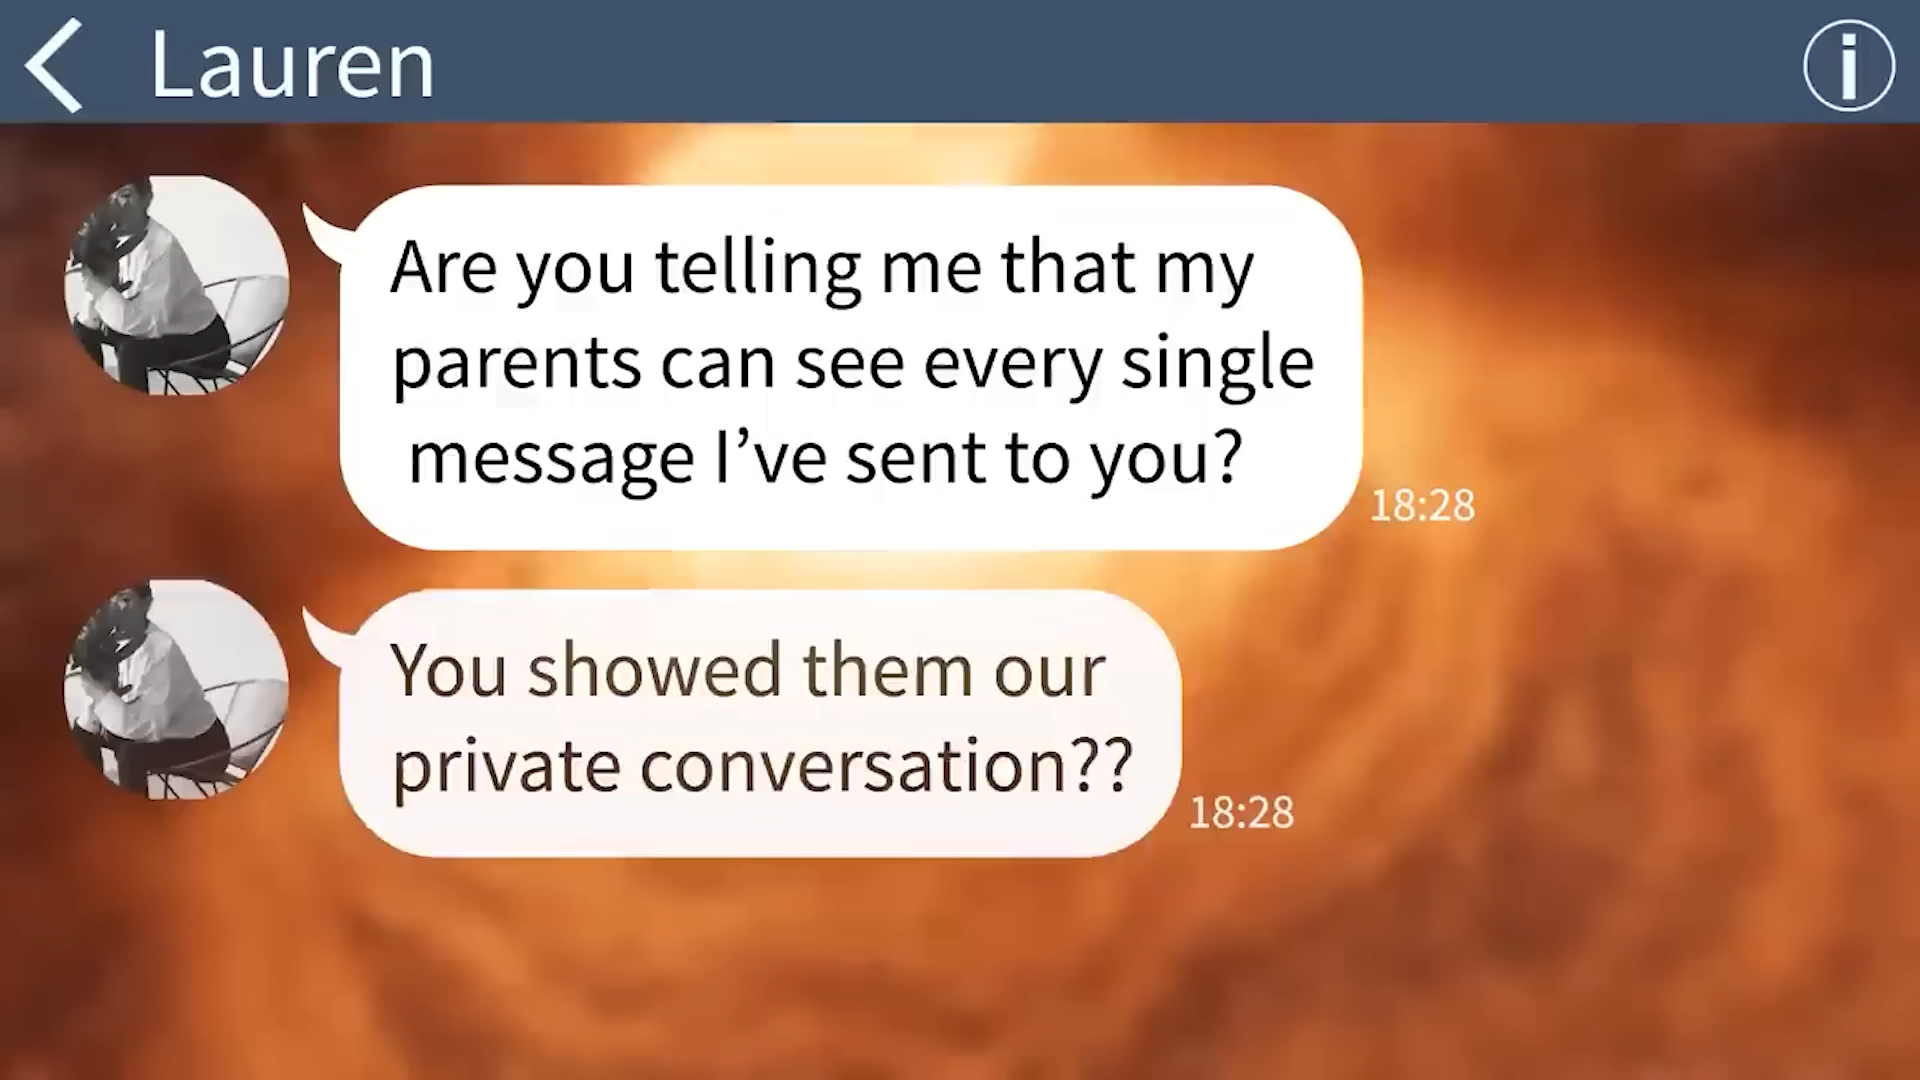 Lauren
Are you telling me that my
parents can see every single
message I’ve sent to you?
18:28
You showed them our
private conversation??
18:28